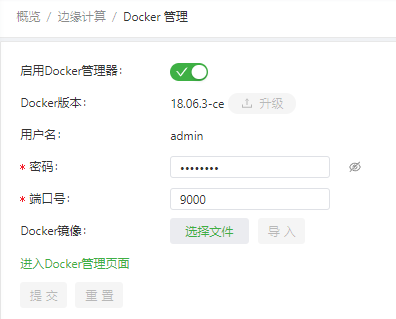 概览 / 边缘计算 / Docker 管理
启用Docker管理器：
Docker版本： 18.06.3-ce 升级
用户名： admin
* 密码： ••••••••
* 端口号： 9000
Docker镜像： 选择文件 导 入
进入Docker管理页面
提 交 重 置